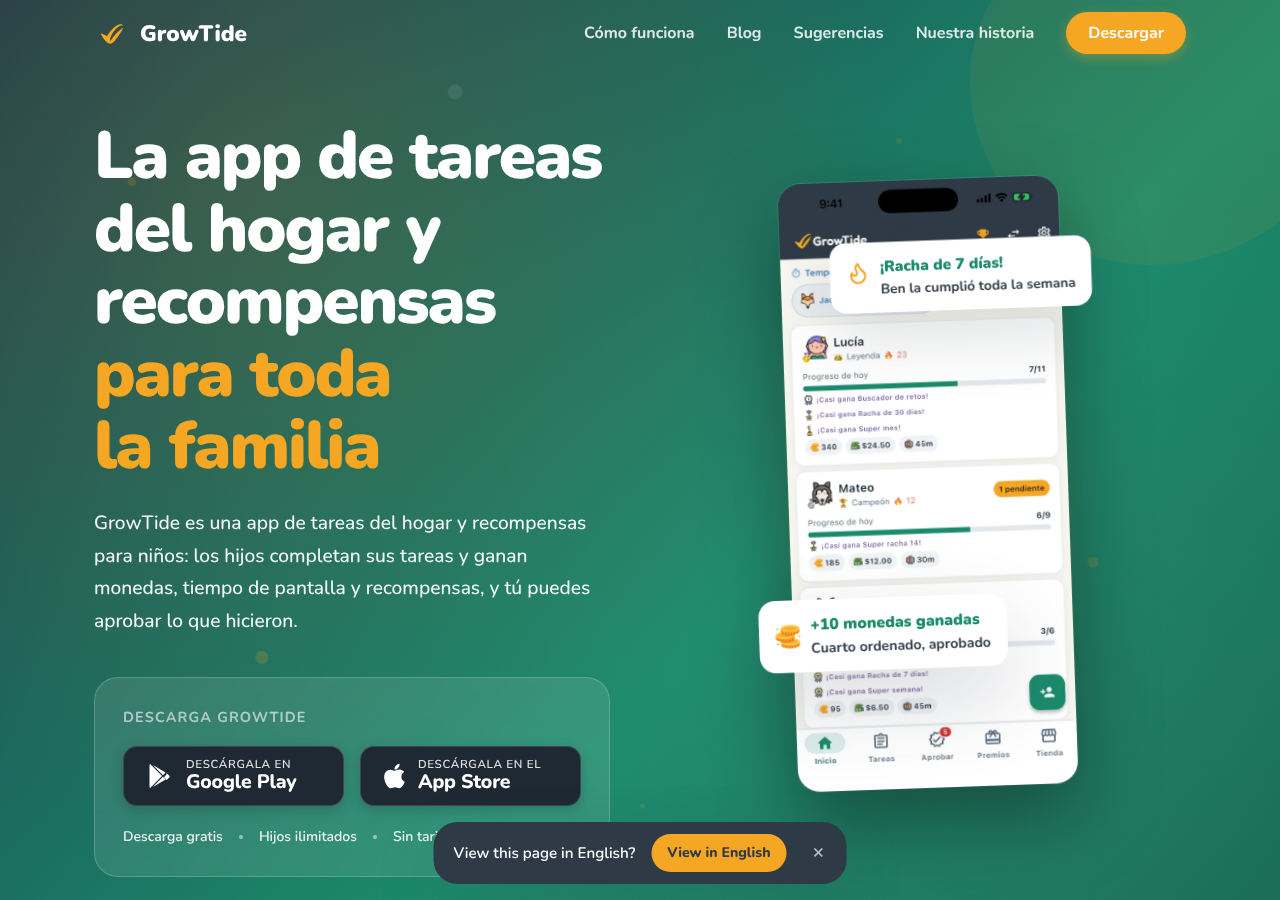 GrowTide
Cómo funciona
Blog
Sugerencias
Nuestra historia
Descargar
La app de tareas
del hogar y
recompensas
para toda
la familia
GrowTide es una app de tareas del hogar y recompensas
para niños: los hijos completan sus tareas y ganan
monedas, tiempo de pantalla y recompensas, y tú puedes
aprobar lo que hicieron.
DESCARGA GROWTIDE
DESCÁRGALA EN
Google Play
DESCÁRGALA EN EL
App Store
Descarga gratis • Hijos ilimitados • Sin
9:41
GrowTide
¡Racha de 7 días!
Ben la cumplió toda la semana
Lucía
Leyenda 23
Progreso de hoy 7/11
¡Casi gana Buscador de retos!
¡Casi gana Racha de 30 días!
¡Casi gana Super mes!
340 $24.50 45m
Mateo
1 pendiente
Campeón 12
Progreso de hoy 6/9
¡Casi gana Super racha 14!
185 $12.00 30m
+10 monedas ganadas
Cuarto ordenado, aprobado
3/6
¡Casi gana Racha de 7 días!
¡Casi gana Super semana!
95 $6.50 45m
5
Inicio
Tareas
Aprobar
Premios
Tienda
View this page in English?
View in English
×